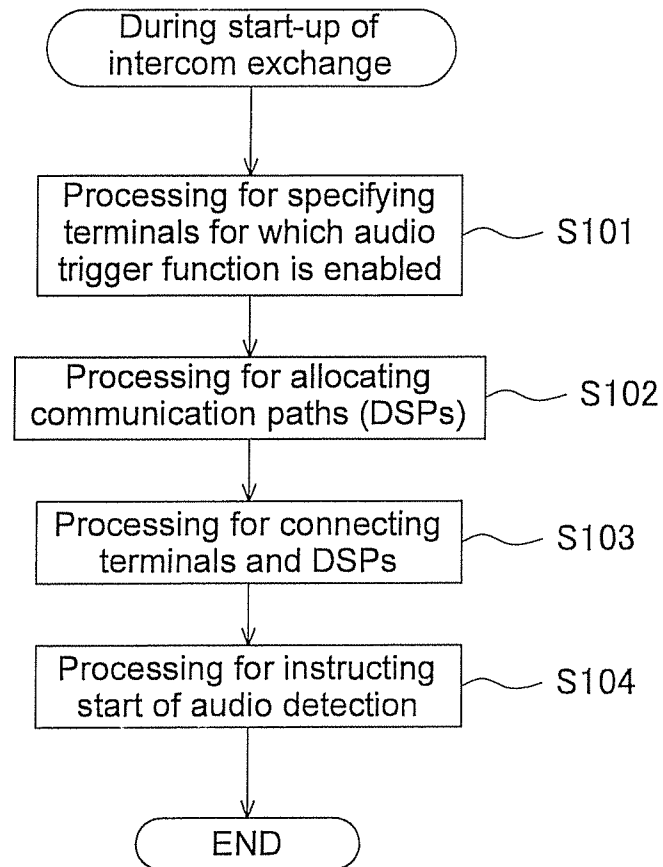 During start-up of
intercom exchange
Processing for specifying
terminals for which audio
trigger function is enabled
S101
Processing for allocating
communication paths (DSPs)
S102
Processing for connecting
terminals and DSPs
S103
Processing for instructing
start of audio detection
S104
END